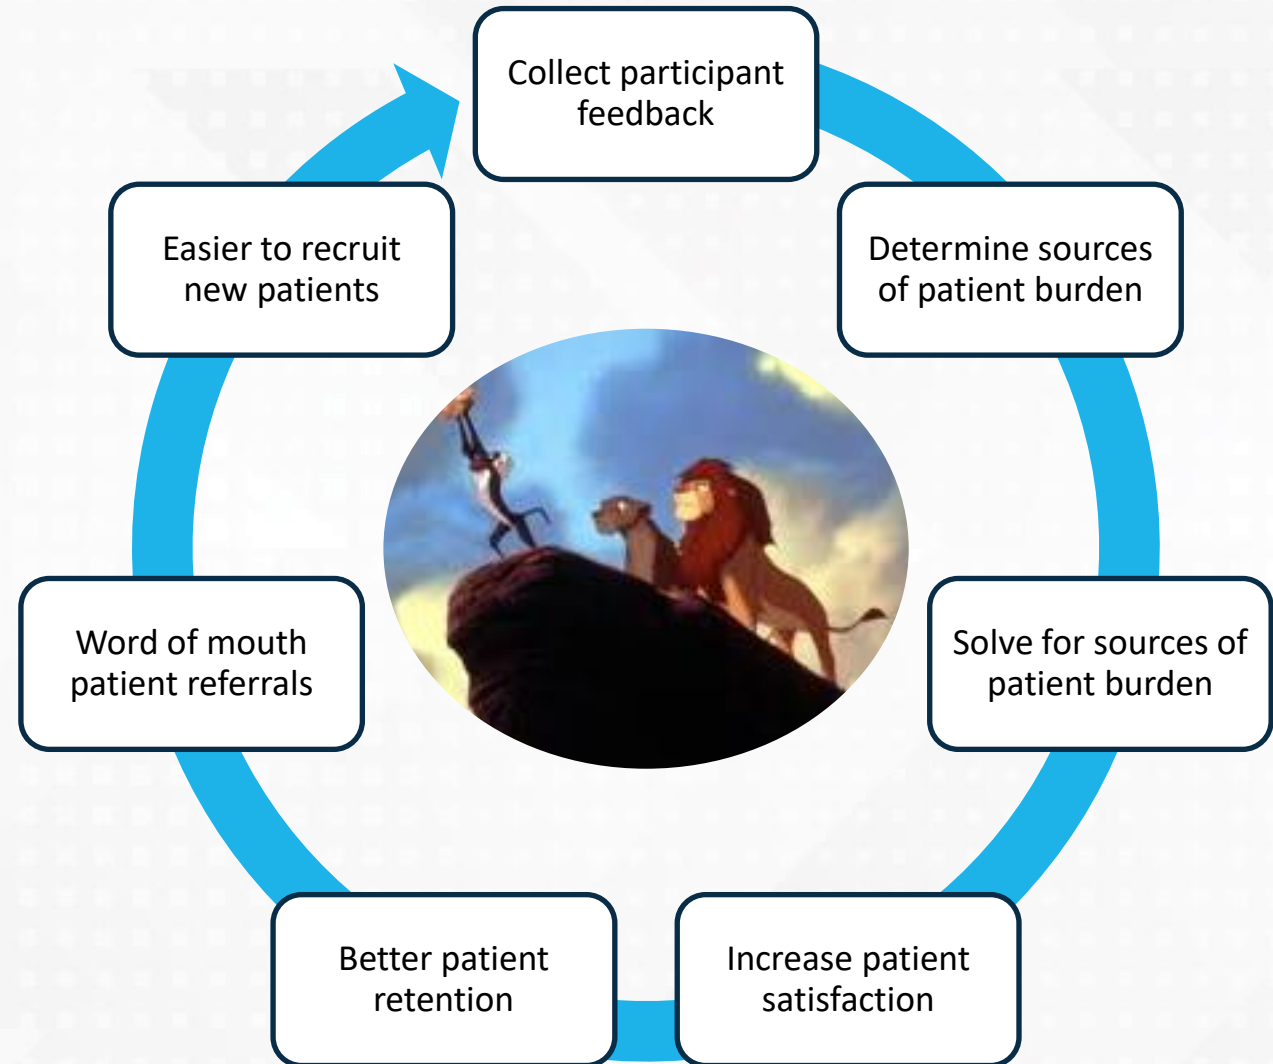 Collect participant
feedback
Determine sources
of patient burden
Solve for sources of
patient burden
Increase patient
satisfaction
Better patient
retention
Word of mouth
patient referrals
Easier to recruit
new patients